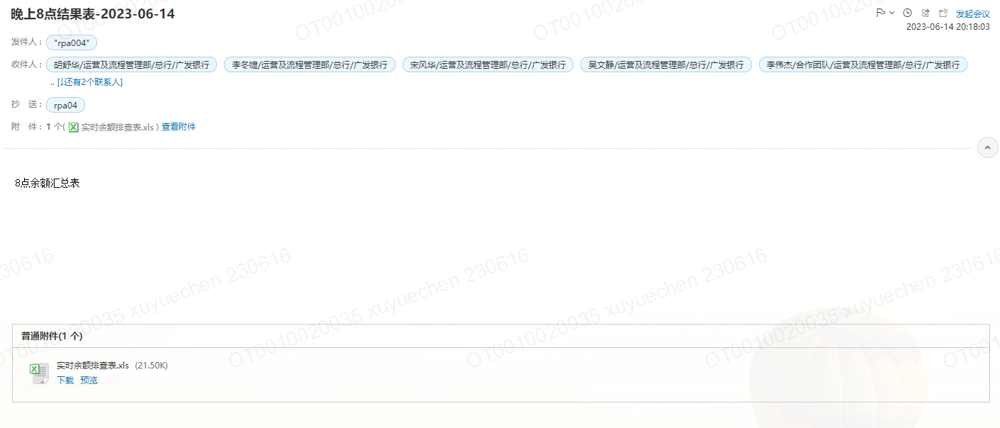 晚上8点结果表-2023-06-14
发起会议
2023-06-14 20:18:03
发件人： "rpa004"
收件人： 胡舒华/运营及流程管理部/总行/广发银行 李冬婕/运营及流程管理部/总行/广发银行 宋风华/运营及流程管理部/总行/广发银行 吴文静/运营及流程管理部/总行/广发银行 李伟杰/合作团队/运营及流程管理部/总行/广发银行
.. [↓还有2个联系人]
抄 送： rpa04
附 件： 1 个( 实时余额排查表.xls ) 查看附件
8点余额汇总表
OT0010020035 xuyuechen 230616
普通附件(1 个)
实时余额排查表.xls (21.50K)
下载 预览